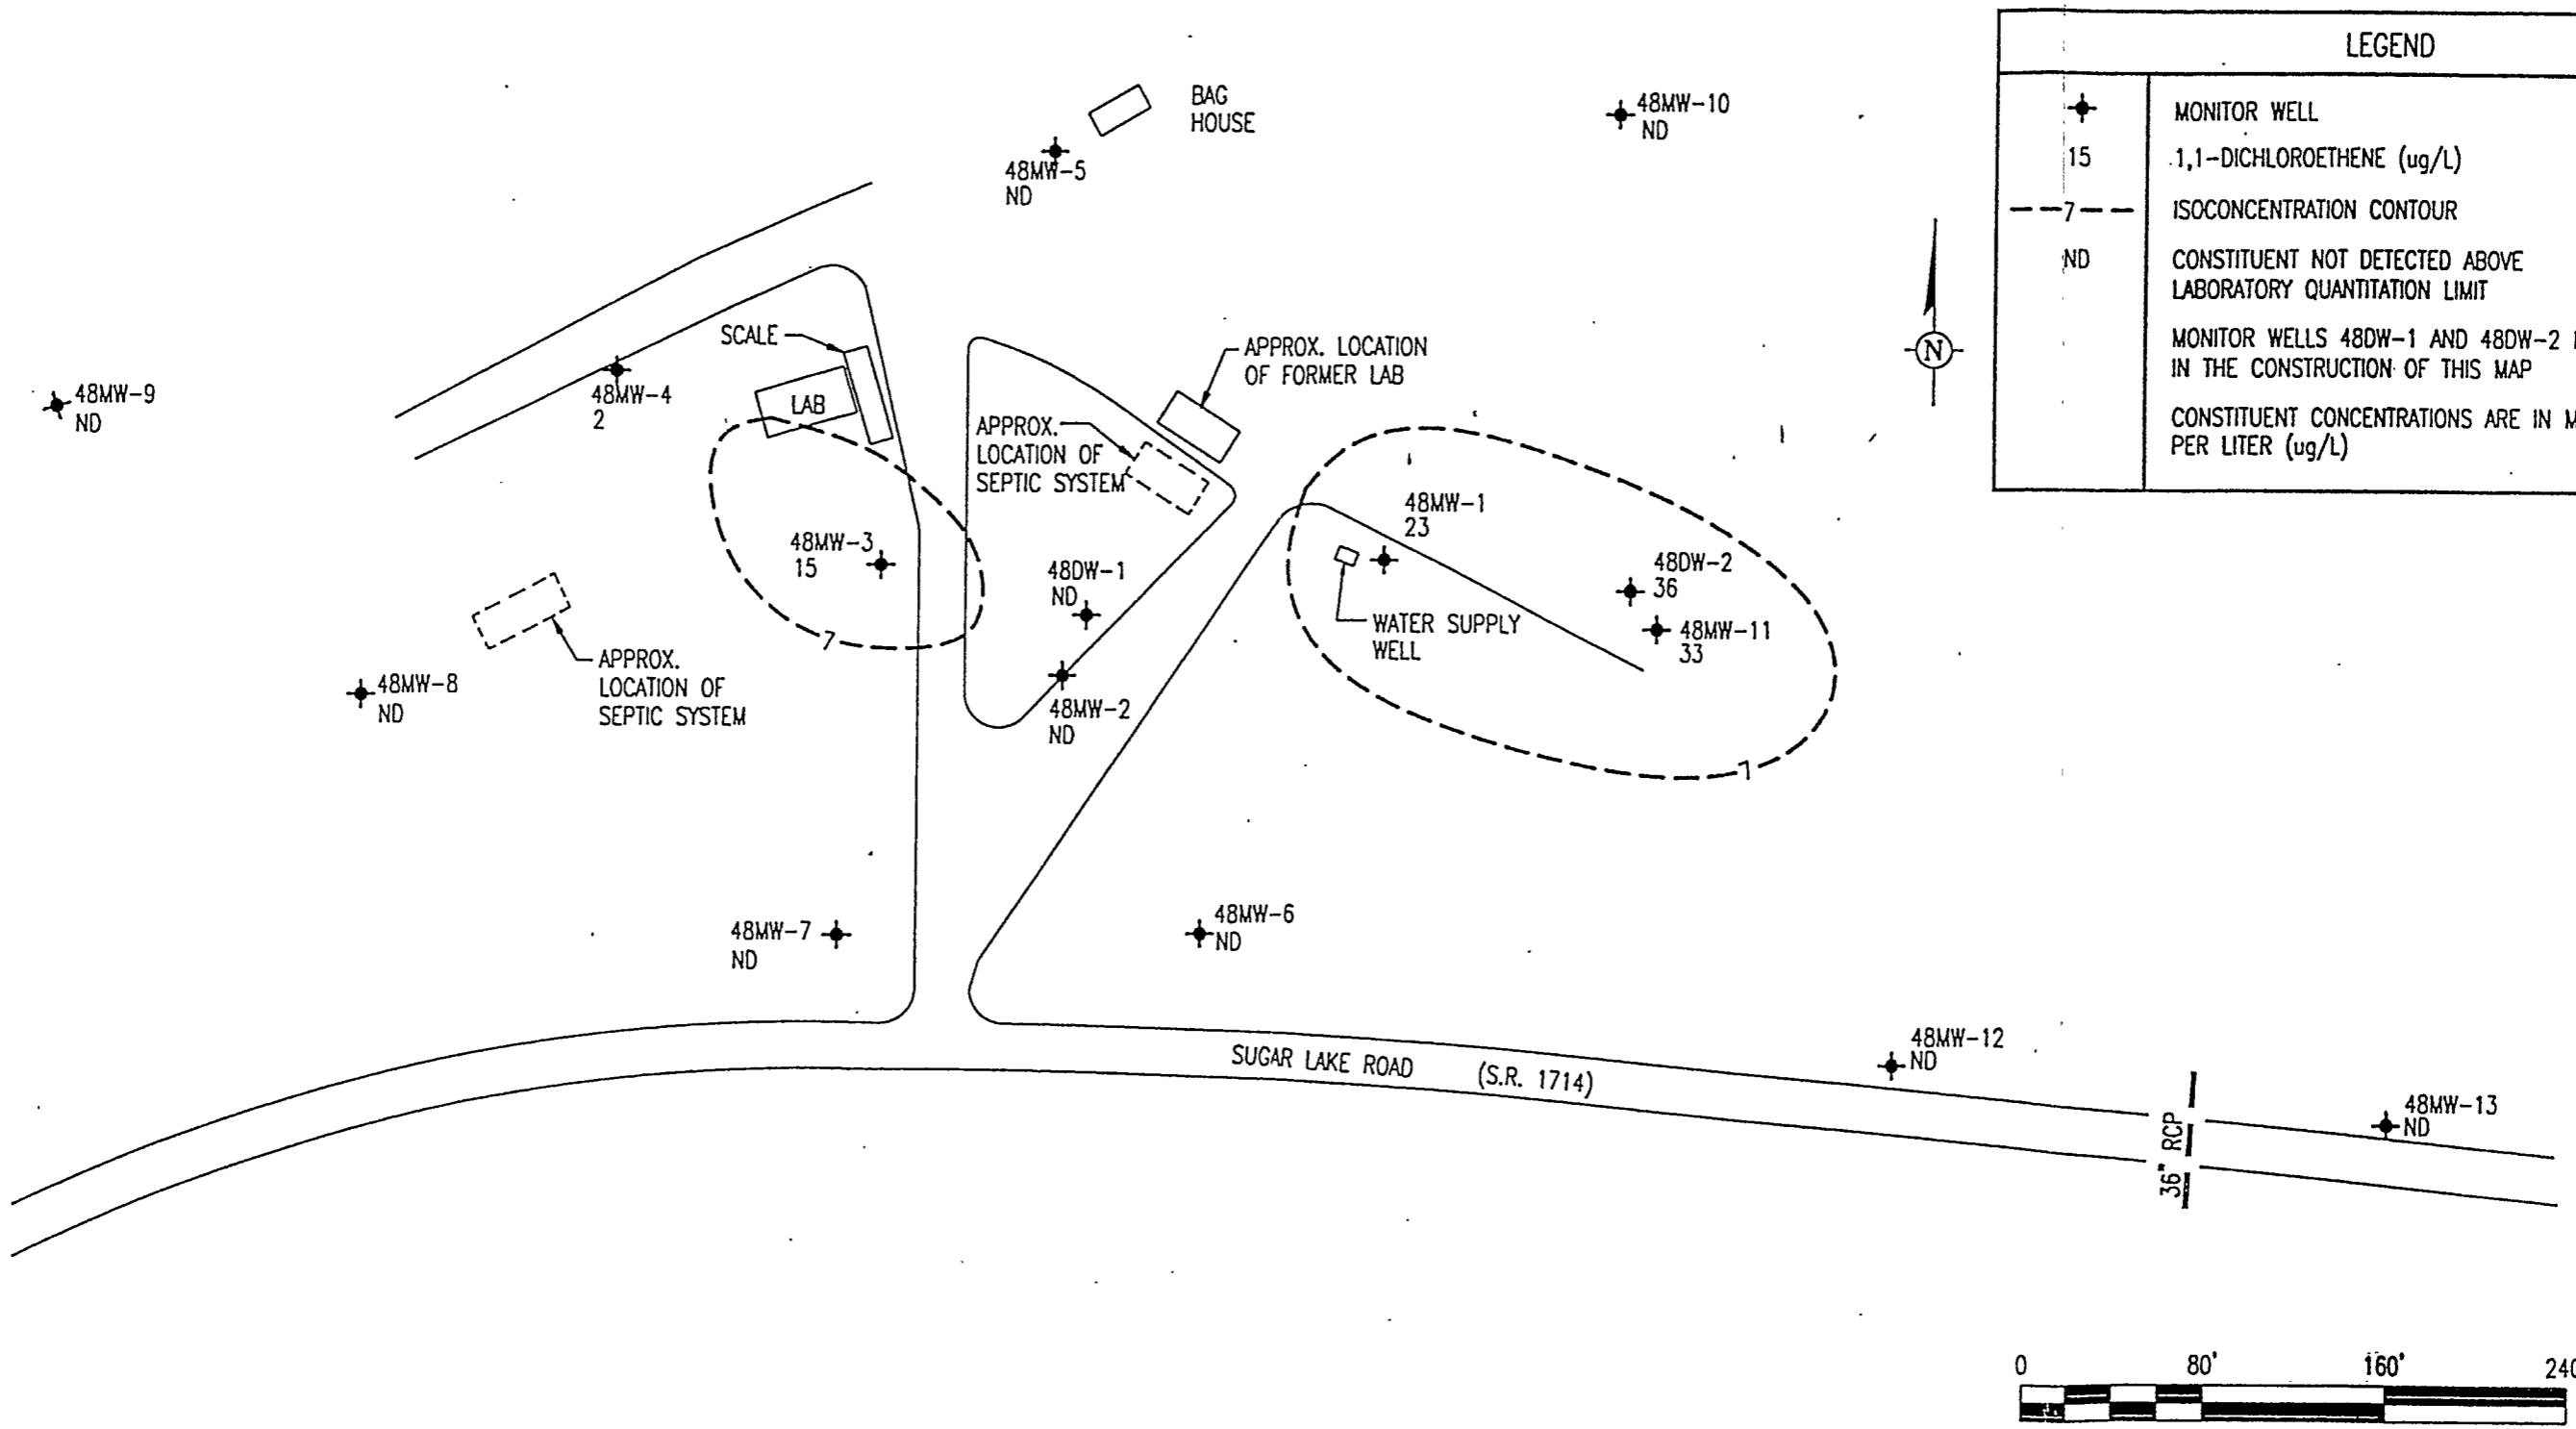 LEGEND
MONITOR WELL
15
1,1-DICHLOROETHENE (ug/L)
7
ISOCONCENTRATION CONTOUR
ND
CONSTITUENT NOT DETECTED ABOVE
LABORATORY QUANTITATION LIMIT
MONITOR WELLS 48DW-1 AND 48DW-2
IN THE CONSTRUCTION OF THIS MAP
CONSTITUENT CONCENTRATIONS ARE IN
PER LITER (ug/L)
BAG
HOUSE
48MW-10
ND
48MW-5
ND
N
SCALE
LAB
APPROX. LOCATION
OF FORMER LAB
48MW-9
ND
48MW-4
2
APPROX.
LOCATION OF
SEPTIC SYSTEM
48MW-1
23
48MW-3
15
48DW-1
ND
48DW-2
36
WATER SUPPLY
WELL
48MW-11
33
7
APPROX.
LOCATION OF
SEPTIC SYSTEM
48MW-8
ND
48MW-2
ND
7
48MW-7
ND
48MW-6
ND
SUGAR LAKE ROAD (S.R. 1714)
48MW-12
ND
48MW-13
ND
36" RCP
0 80' 160' 240